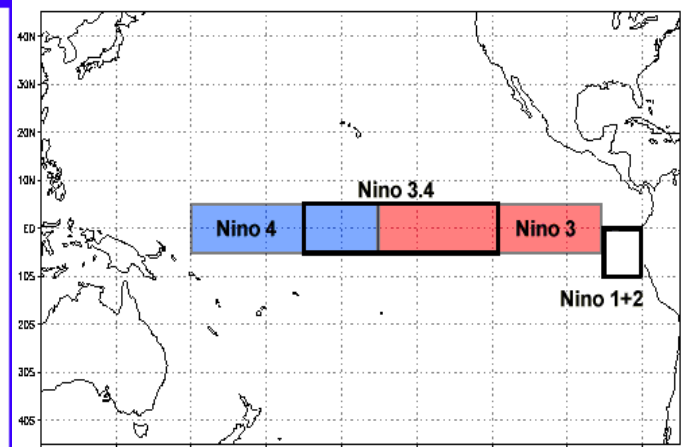 40N
30N
20N
10N
Nino 3.4
EQ
Nino 4
Nino 3
10S
Nino 1+2
20S
30S
40S